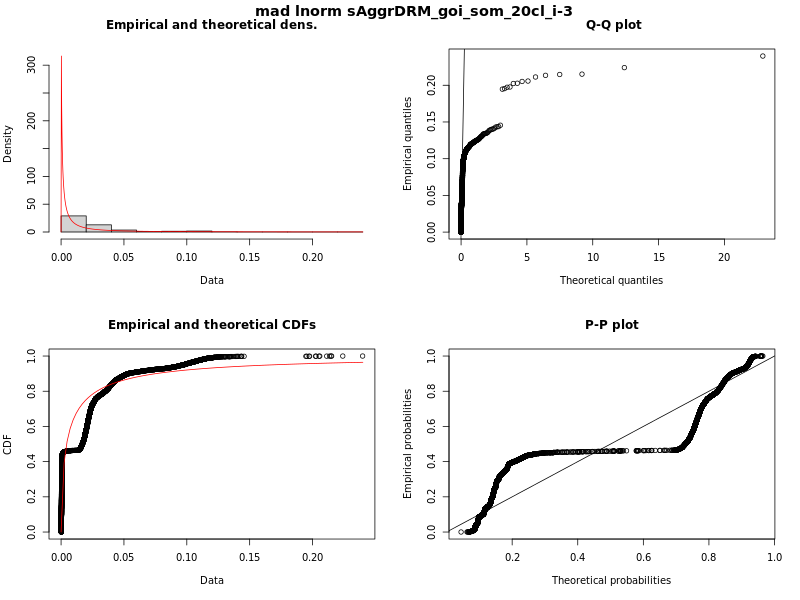 mad lnorm sAggrDRM_goi_som_20cl_i-3
Empirical and theoretical dens.
Density
0 50 100 200 300
0.00 0.05 0.10 0.15 0.20
Data
Q-Q plot
Empirical quantiles
0.00 0.05 0.10 0.15 0.20
0 5 10 15 20
Theoretical quantiles
Empirical and theoretical CDFs
CDF
0.0 0.2 0.4 0.6 0.8 1.0
0.00 0.05 0.10 0.15 0.20
Data
P-P plot
Empirical probabilities
0.0 0.2 0.4 0.6 0.8 1.0
0.2 0.4 0.6 0.8 1.0
Theoretical probabilities